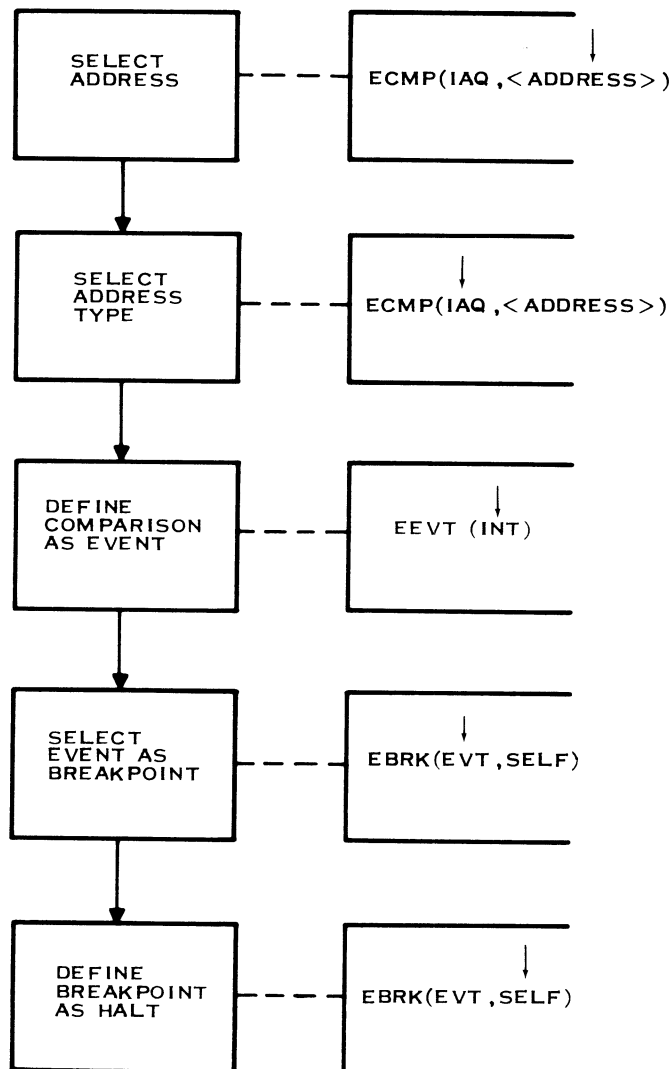 SELECT
ADDRESS
ECMP(IAQ,<ADDRESS>)
SELECT
ADDRESS
TYPE
ECMP(IAQ,<ADDRESS>)
DEFINE
COMPARISON
AS EVENT
EEVT (INT)
SELECT
EVENT AS
BREAKPOINT
EBRK(EVT,SELF)
DEFINE
BREAKPOINT
AS HALT
EBRK(EVT,SELF)